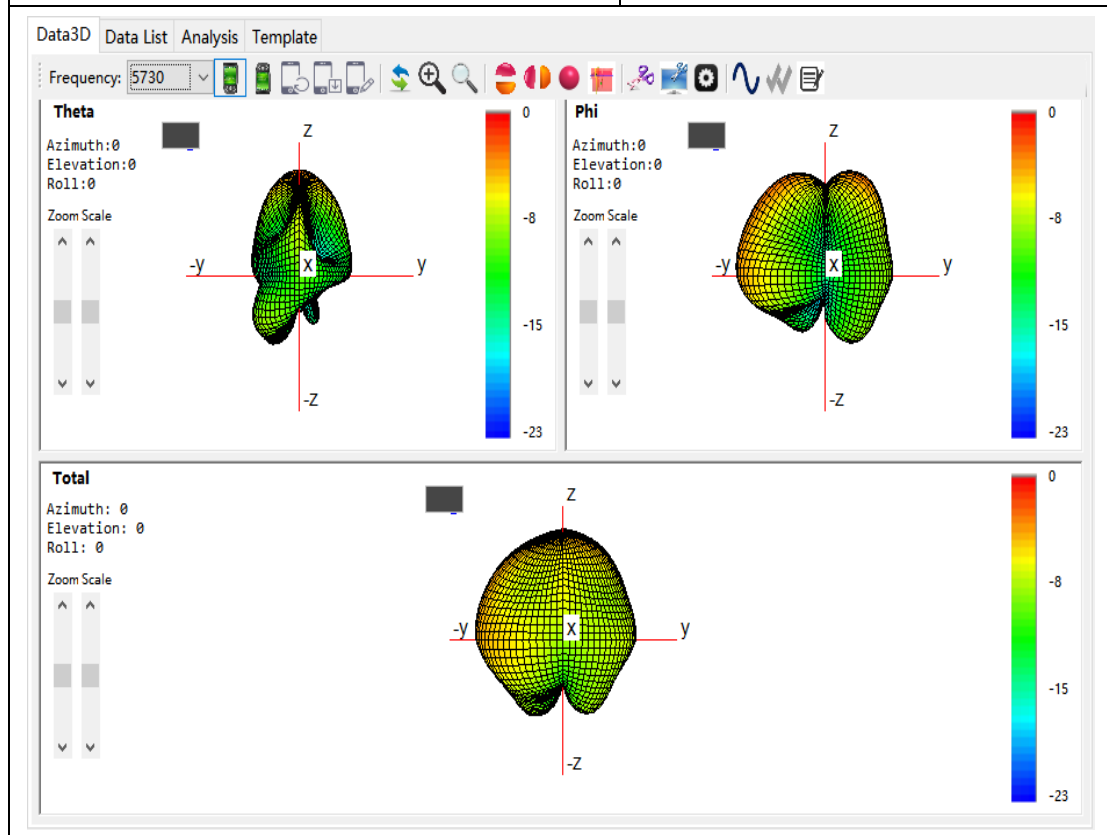 Data3D Data List Analysis Template
Frequency: 5730
Theta
Azimuth:0
Elevation:0
Roll:0
Zoom Scale
z
-y
X
y
-z
0
-8
-15
-23
Phi
Azimuth:0
Elevation:0
Roll:0
Zoom Scale
z
-y
X
y
-z
0
-8
-15
-23
Total
Azimuth: 0
Elevation: 0
Roll: 0
Zoom Scale
z
-y
X
y
-z
0
-8
-15
-23